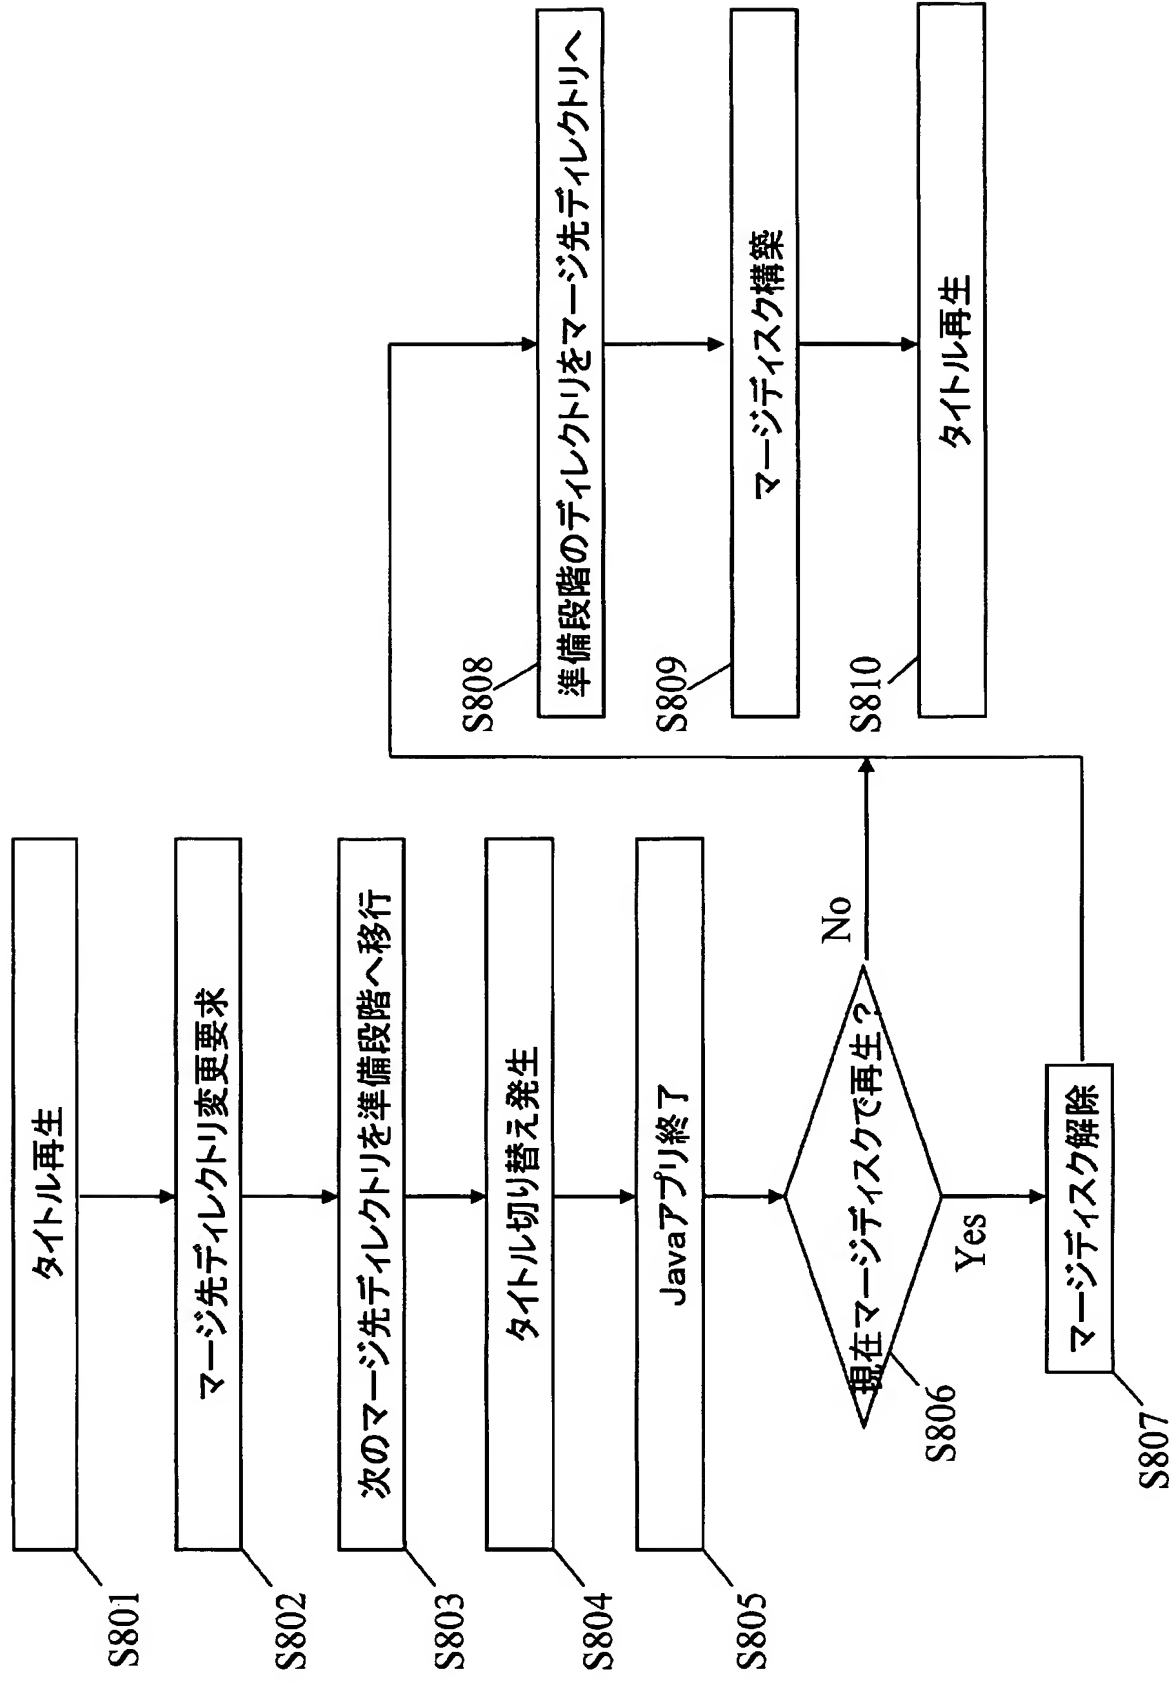 タイトル再生
S801
マージ先ディレクトリ変更要求
S802
次のマージ先ディレクトリを準備段階へ移行
S803
タイトル切り替え発生
S804
Javaアプリ終了
S805
現在マージディスクで再生？
S806
No
Yes
マージディスク解除
S807
準備段階のディレクトリをマージ先ディレクトリへ
S808
マージディスク構築
S809
タイトル再生
S810